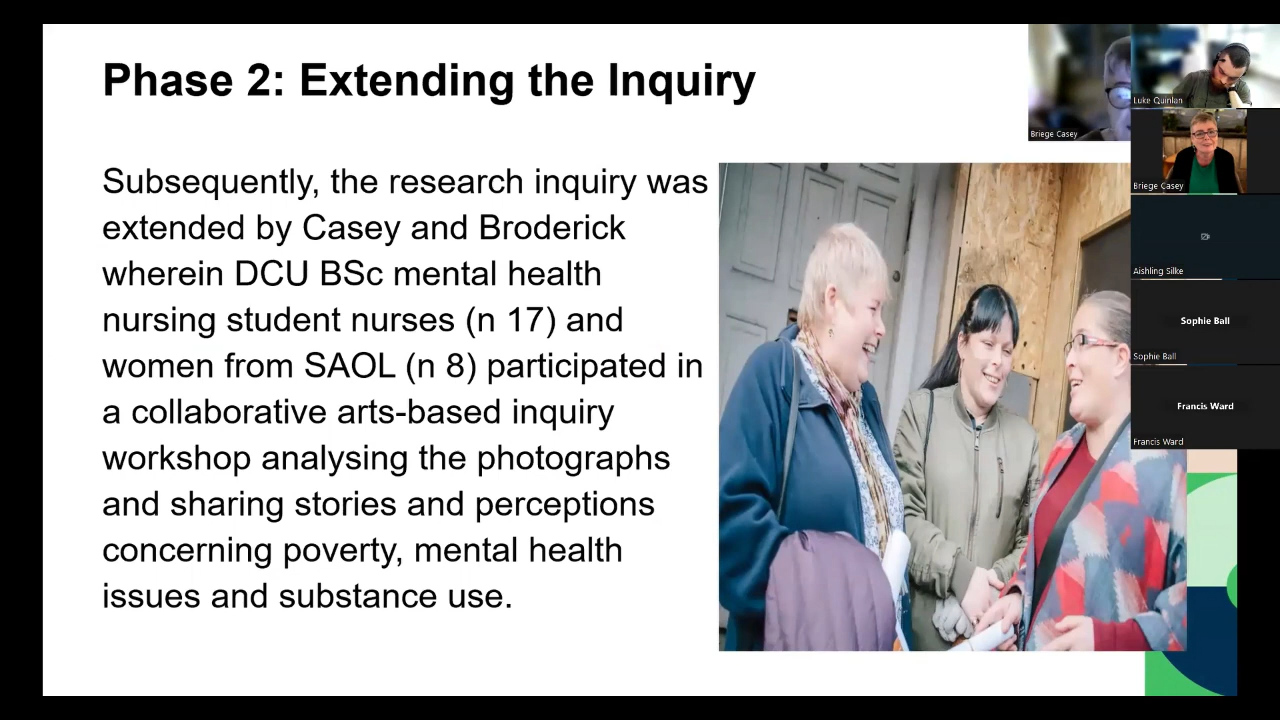 Phase 2: Extending the Inquiry
Subsequently, the research inquiry was
extended by Casey and Broderick
wherein DCU BSc mental health
nursing student nurses (n 17) and
women from SAOL (n 8) participated in
a collaborative arts-based inquiry
workshop analysing the photographs
and sharing stories and perceptions
concerning poverty, mental health
issues and substance use.
Briege Casey
Luke Quinlan
Briege Casey
Aishling Silke
Sophie Ball
Sophie Ball
Francis Ward
Francis Ward